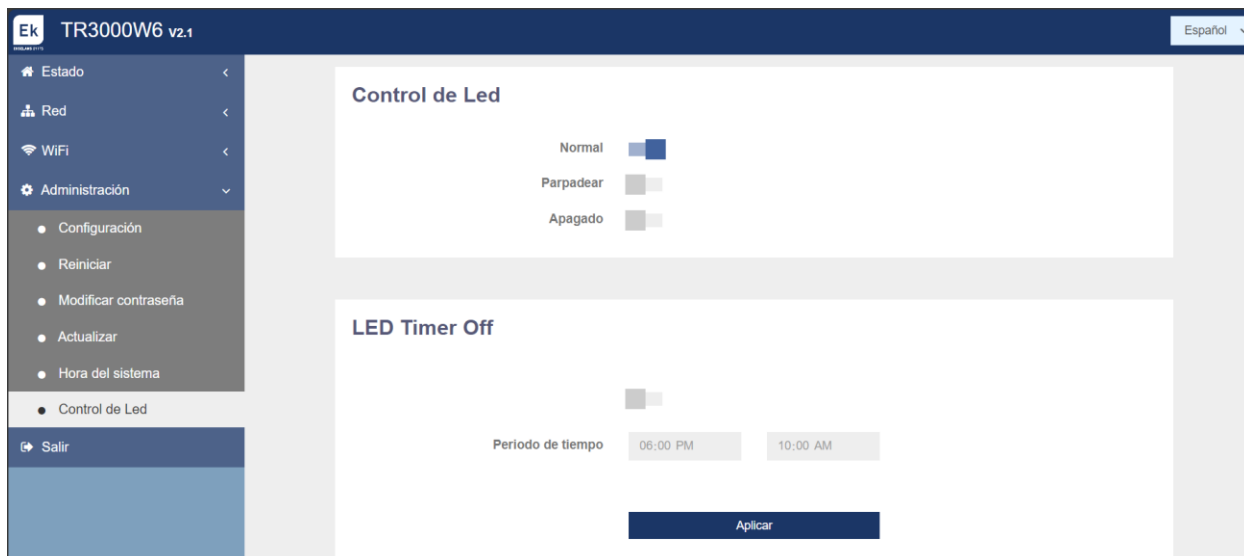 Ek
TR3000W6 V2.1
Español
Estado
Red
WiFi
Administración
Configuración
Reiniciar
Modificar contraseña
Actualizar
Hora del sistema
Control de Led
Salir
Control de Led
Normal
Parpadear
Apagado
LED Timer Off
Periodo de tiempo 06:00 PM 10:00 AM
Aplicar